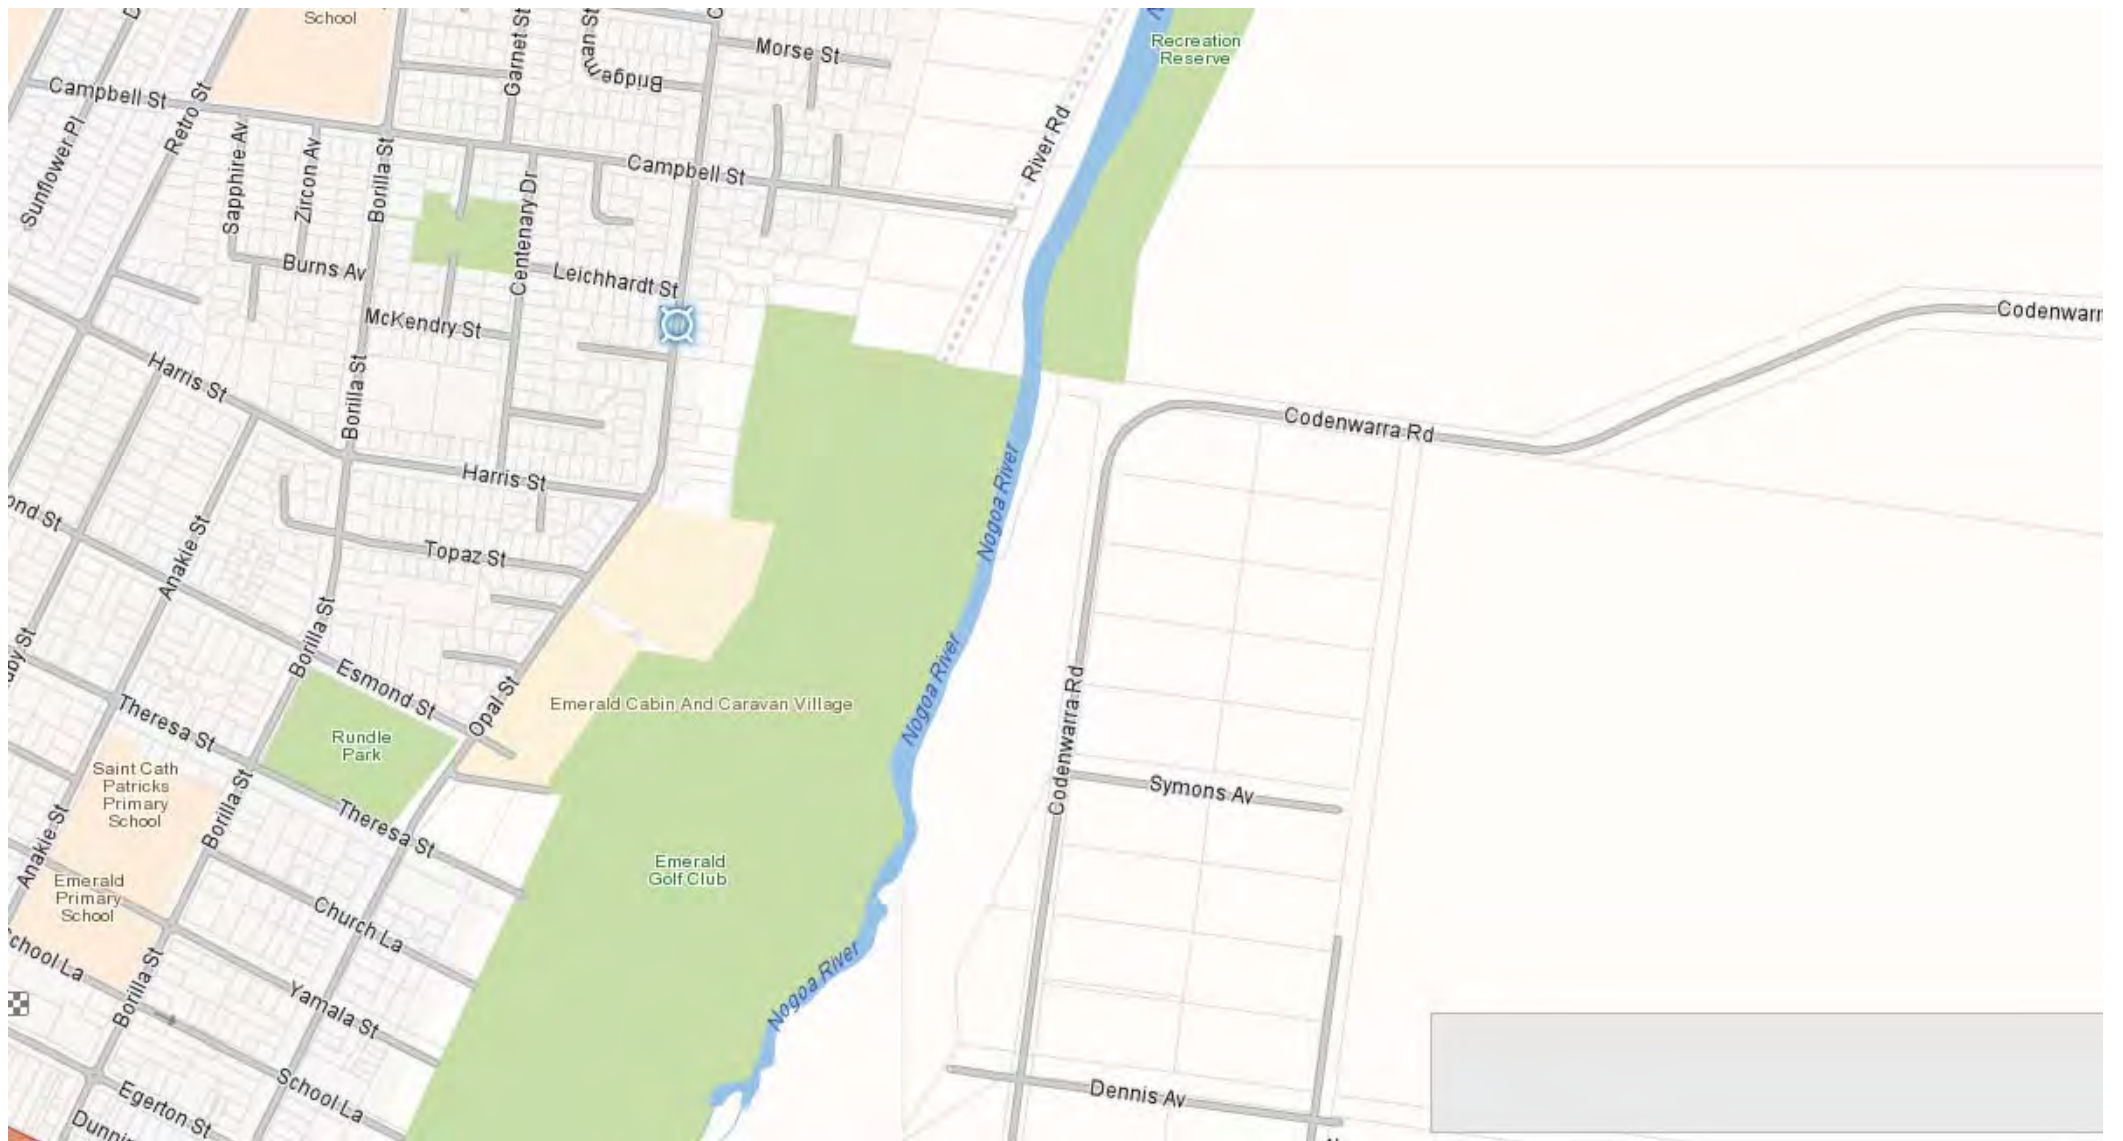 School
Garnet St
Bridgeman St
Morse St
Recreation
Reserve
Campbell St
Retro St
Sunflower Pl
Sapphire Av
Zircon Av
Borilla St
Campbell St
River Rd
Centenary Dr
Burns Av
Leichhardt St
McKendry St
Codenwarr
Harris St
Borilla St
Codenwarra Rd
Harris St
Nogoa River
ond St
Anakie St
Topaz St
Borilla St
Esmond St
Opal St
Nogoa River
Codenwarra Rd
Emerald Cabin And Caravan Village
Theresa St
Rundle
Park
Saint Cath
Patricks
Primary
School
Borilla St
Theresa St
Symons Av
Anakie St
Emerald
Primary
School
Emerald
Golf Club
Church La
chool La
Borilla St
Yamala St
Nogoa River
School La
Egerton St
Dennis Av